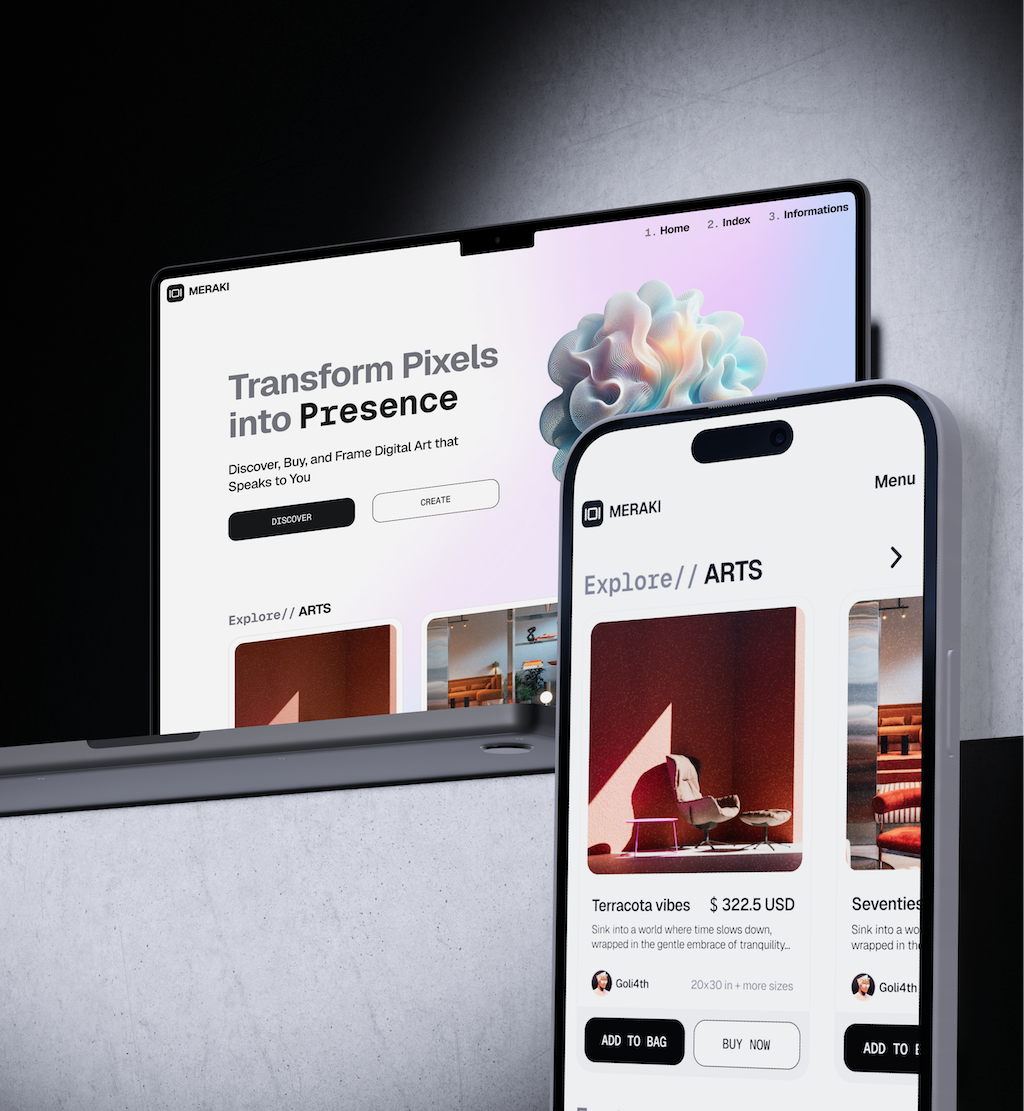 MERAKI
1. Home 2. Index 3. Informations
Transform Pixels
into Presence
Discover, Buy, and Frame Digital Art that
Speaks to You
DISCOVER CREATE
Explore// ARTS
MERAKI
Menu
Explore// ARTS
Terracota vibes $ 322.5 USD
Sink into a world where time slows down,
wrapped in the gentle embrace of tranquility...
Goli4th 20x30 in + more sizes
ADD TO BAG BUY NOW
Seventies
Sink into a wo
wrapped in th
Goli4th
ADD TO